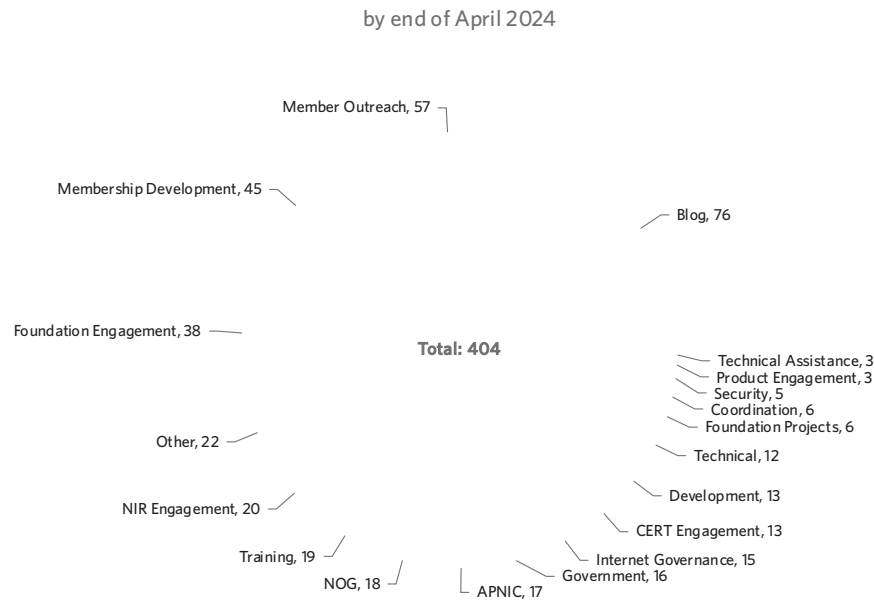 by end of April 2024
Member Outreach, 57
Membership Development, 45
Blog, 76
Foundation Engagement, 38
Total: 404
Technical Assistance, 3
Product Engagement, 3
Security, 5
Coordination, 6
Foundation Projects, 6
Other, 22
Technical, 12
Development, 13
NIR Engagement, 20
CERT Engagement, 13
Training, 19
Internet Governance, 15
Government, 16
NOG, 18
APNIC, 17